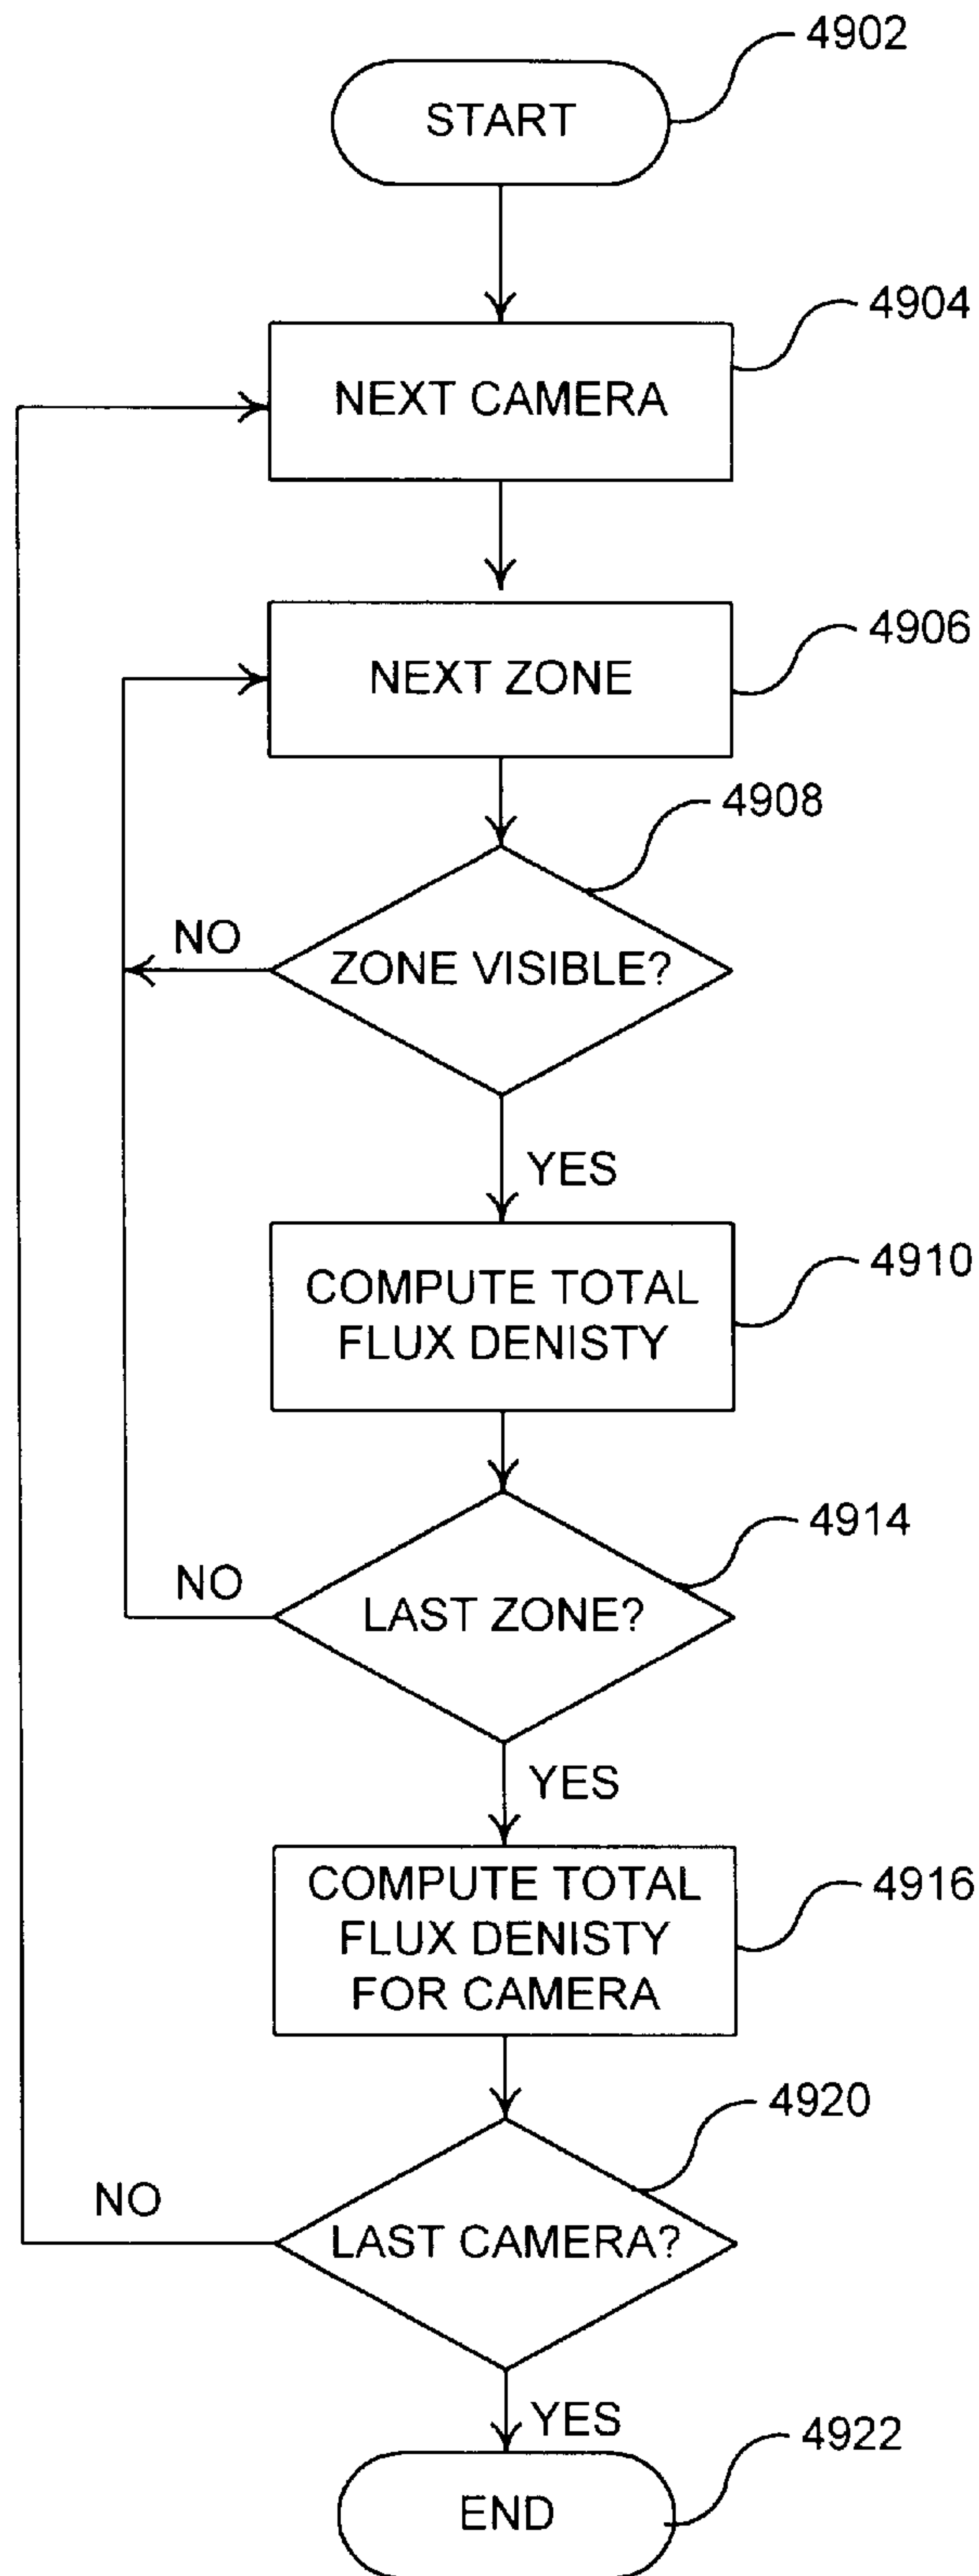 4902
START
4904
NEXT CAMERA
4906
NEXT ZONE
4908
NO
ZONE VISIBLE?
YES
4910
COMPUTE TOTAL
FLUX DENISTY
4914
NO
LAST ZONE?
YES
4916
COMPUTE TOTAL
FLUX DENISTY
FOR CAMERA
4920
NO
LAST CAMERA?
YES
4922
END